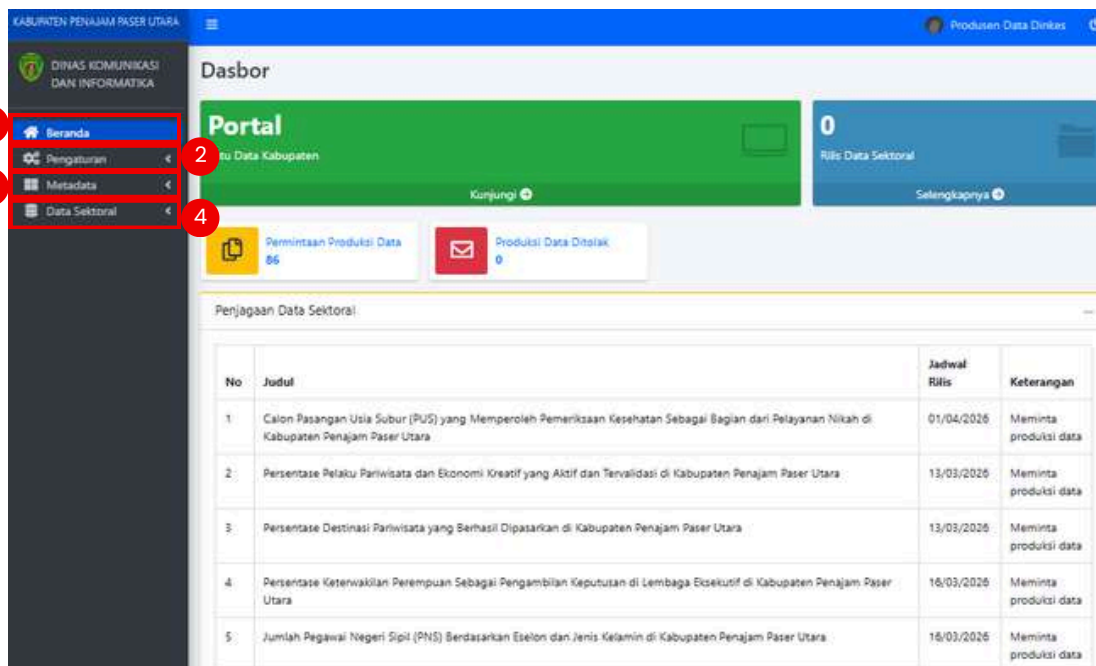 KABUPATEN PENAJAM PASER UTARA
Produsen Data Dinkes
DINAS KOMUNIKASI
DAN INFORMATIKA
Dasbor
Beranda
Pengaturan
2
Metadata
Data Sektoral
4
Portal
tu Data Kabupaten
Kunjungi
0
Rilis Data Sektoral
Selengkapnya
Permintaan Produksi Data
86
Produksi Data Ditolak
0
Penjagaan Data Sektoral
No Judul Jadwal Rilis Keterangan
1 Calon Pasangan Usia Subur (PUS) yang Memperoleh Pemeriksaan Kesehatan Sebagai Bagian dari Pelayanan Nikah di
Kabupaten Penajam Paser Utara
01/04/2026 Meminta
produksi data
2 Persentase Pelaku Pariwisata dan Ekonomi Kreatif yang Aktif dan Tervalidasi di Kabupaten Penajam Paser Utara 13/03/2026 Meminta
produksi data
3 Persentase Destinasi Pariwisata yang Berhasil Dipasarkan di Kabupaten Penajam Paser Utara 13/03/2026 Meminta
produksi data
4 Persentase Keterwakilan Perempuan Sebagai Pengambilan Keputusan di Lembaga Eksekutif di Kabupaten Penajam Paser
Utara
16/03/2026 Meminta
produksi data
5 Jumlah Pegawai Negeri Sipil (PNS) Berdasarkan Eselon dan Jenis Kelamin di Kabupaten Penajam Paser Utara 16/03/2026 Meminta
produksi data